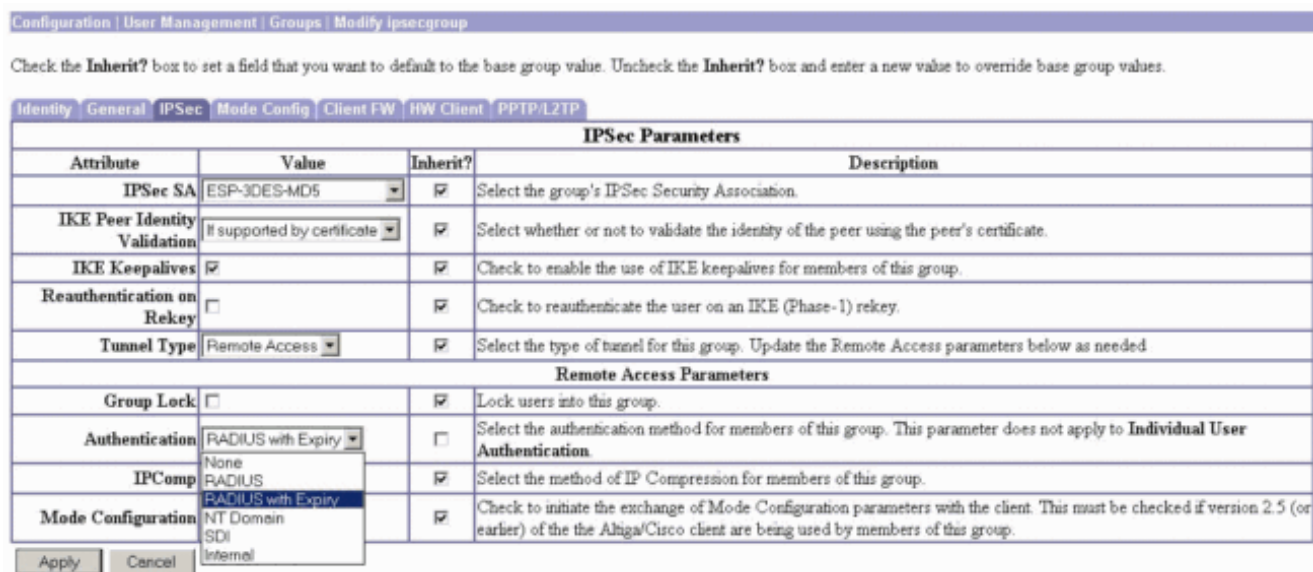 Configuration | User Management | Groups | Modify ipsecgroup
Check the Inherit? box to set a field that you want to default to the base group value. Uncheck the Inherit? box and enter a new value to override base group values.
Identity General IPSec Mode Config Client FW HW Client PPTP/L2TP
IPSec Parameters
Attribute Value Inherit? Description
IPSec SA ESP-3DES-MD5 Select the group's IPSec Security Association.
IKE Peer Identity
Validation If supported by certificate Select whether or not to validate the identity of the peer using the peer's certificate.
IKE Keepalives Check to enable the use of IKE keepalives for members of this group.
Reauthentication on
Rekey Check to reauthenticate the user on an IKE (Phase-1) rekey.
Tunnel Type Remote Access Select the type of tunnel for this group. Update the Remote Access parameters below as needed
Remote Access Parameters
Group Lock Lock users into this group.
Authentication RADIUS with Expiry Select the authentication method for members of this group. This parameter does not apply to Individual User
Authentication.
None
IPComp RADIUS Select the method of IP Compression for members of this group.
RADIUS with Expiry
Mode Configuration NT Domain Check to initiate the exchange of Mode Configuration parameters with the client. This must be checked if version 2.5 (or
SDI earlier) of the the Altiga/Cisco client are being used by members of this group.
Internal
Apply Cancel